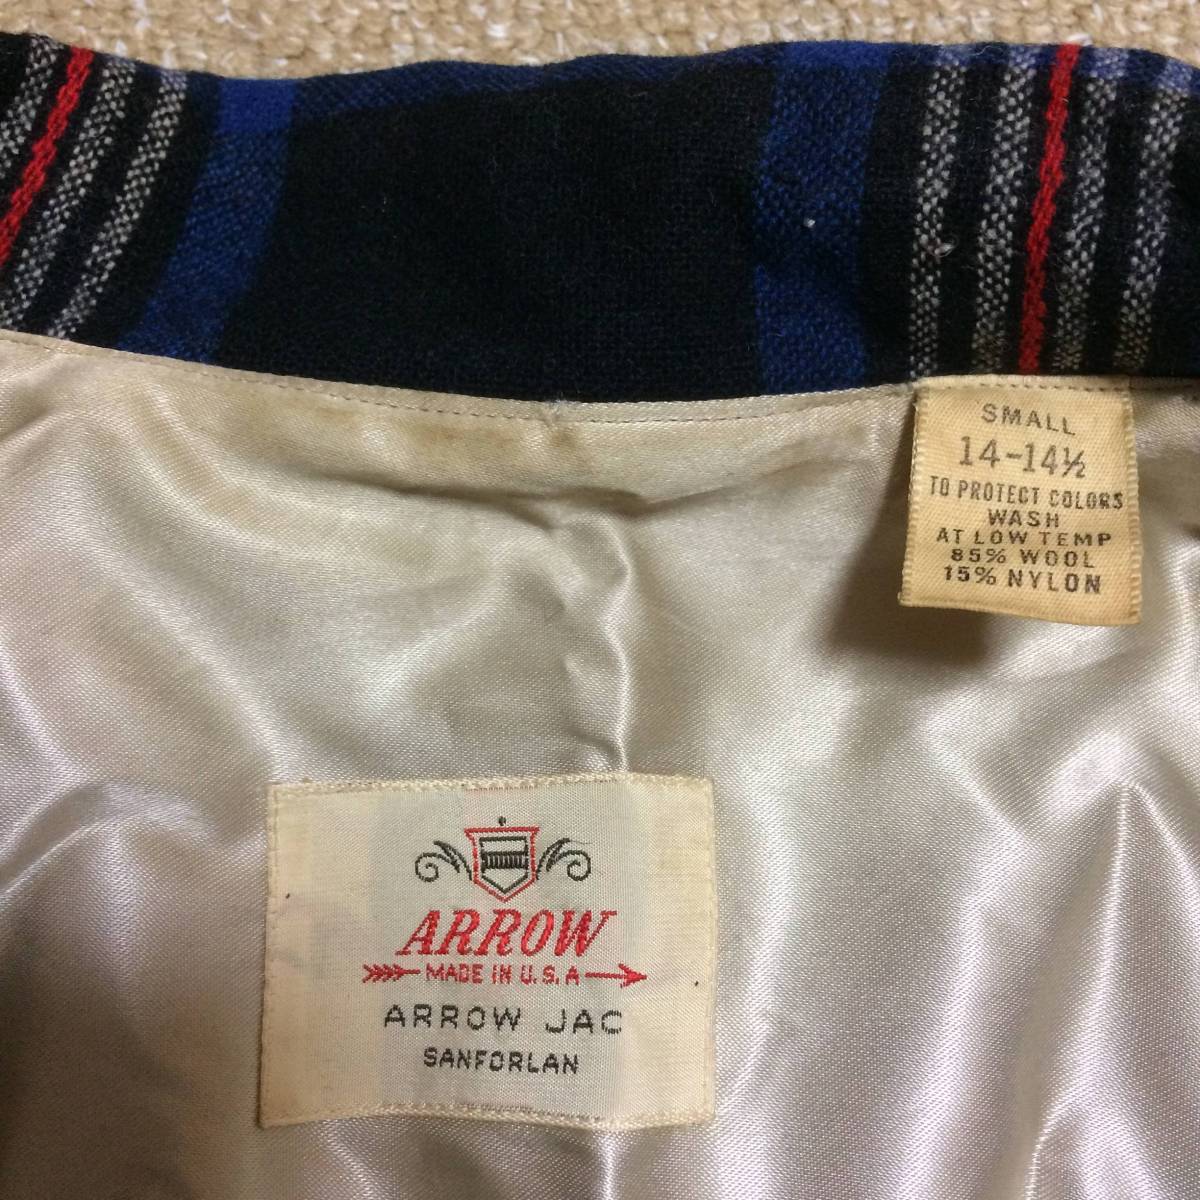 SMALL
14-14½
TO PROTECT COLORS
WASH
AT LOW TEMP
85% WOOL
15% NYLON
ARROW
MADE IN U.S.A
ARROW JAC
SANFORLAN